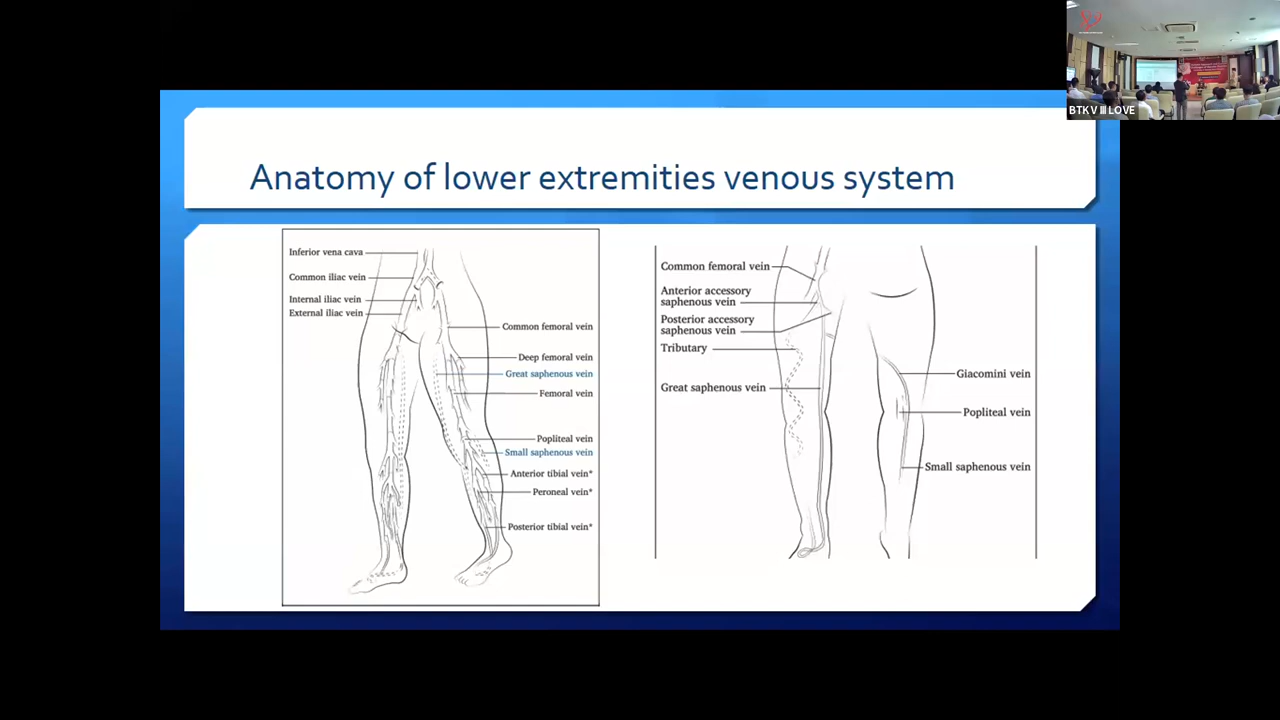 BTKV III LOVE
Anatomy of lower extremities venous system
Inferior vena cava
Common iliac vein
Internal iliac vein
External iliac vein
Common femoral vein
Deep femoral vein
Great saphenous vein
Femoral vein
Popliteal vein
Small saphenous vein
Anterior tibial vein*
Peroneal vein*
Posterior tibial vein*
Common femoral vein
Anterior accessory
saphenous vein
Posterior accessory
saphenous vein
Tributary
Great saphenous vein
Giacomini vein
Popliteal vein
Small saphenous vein